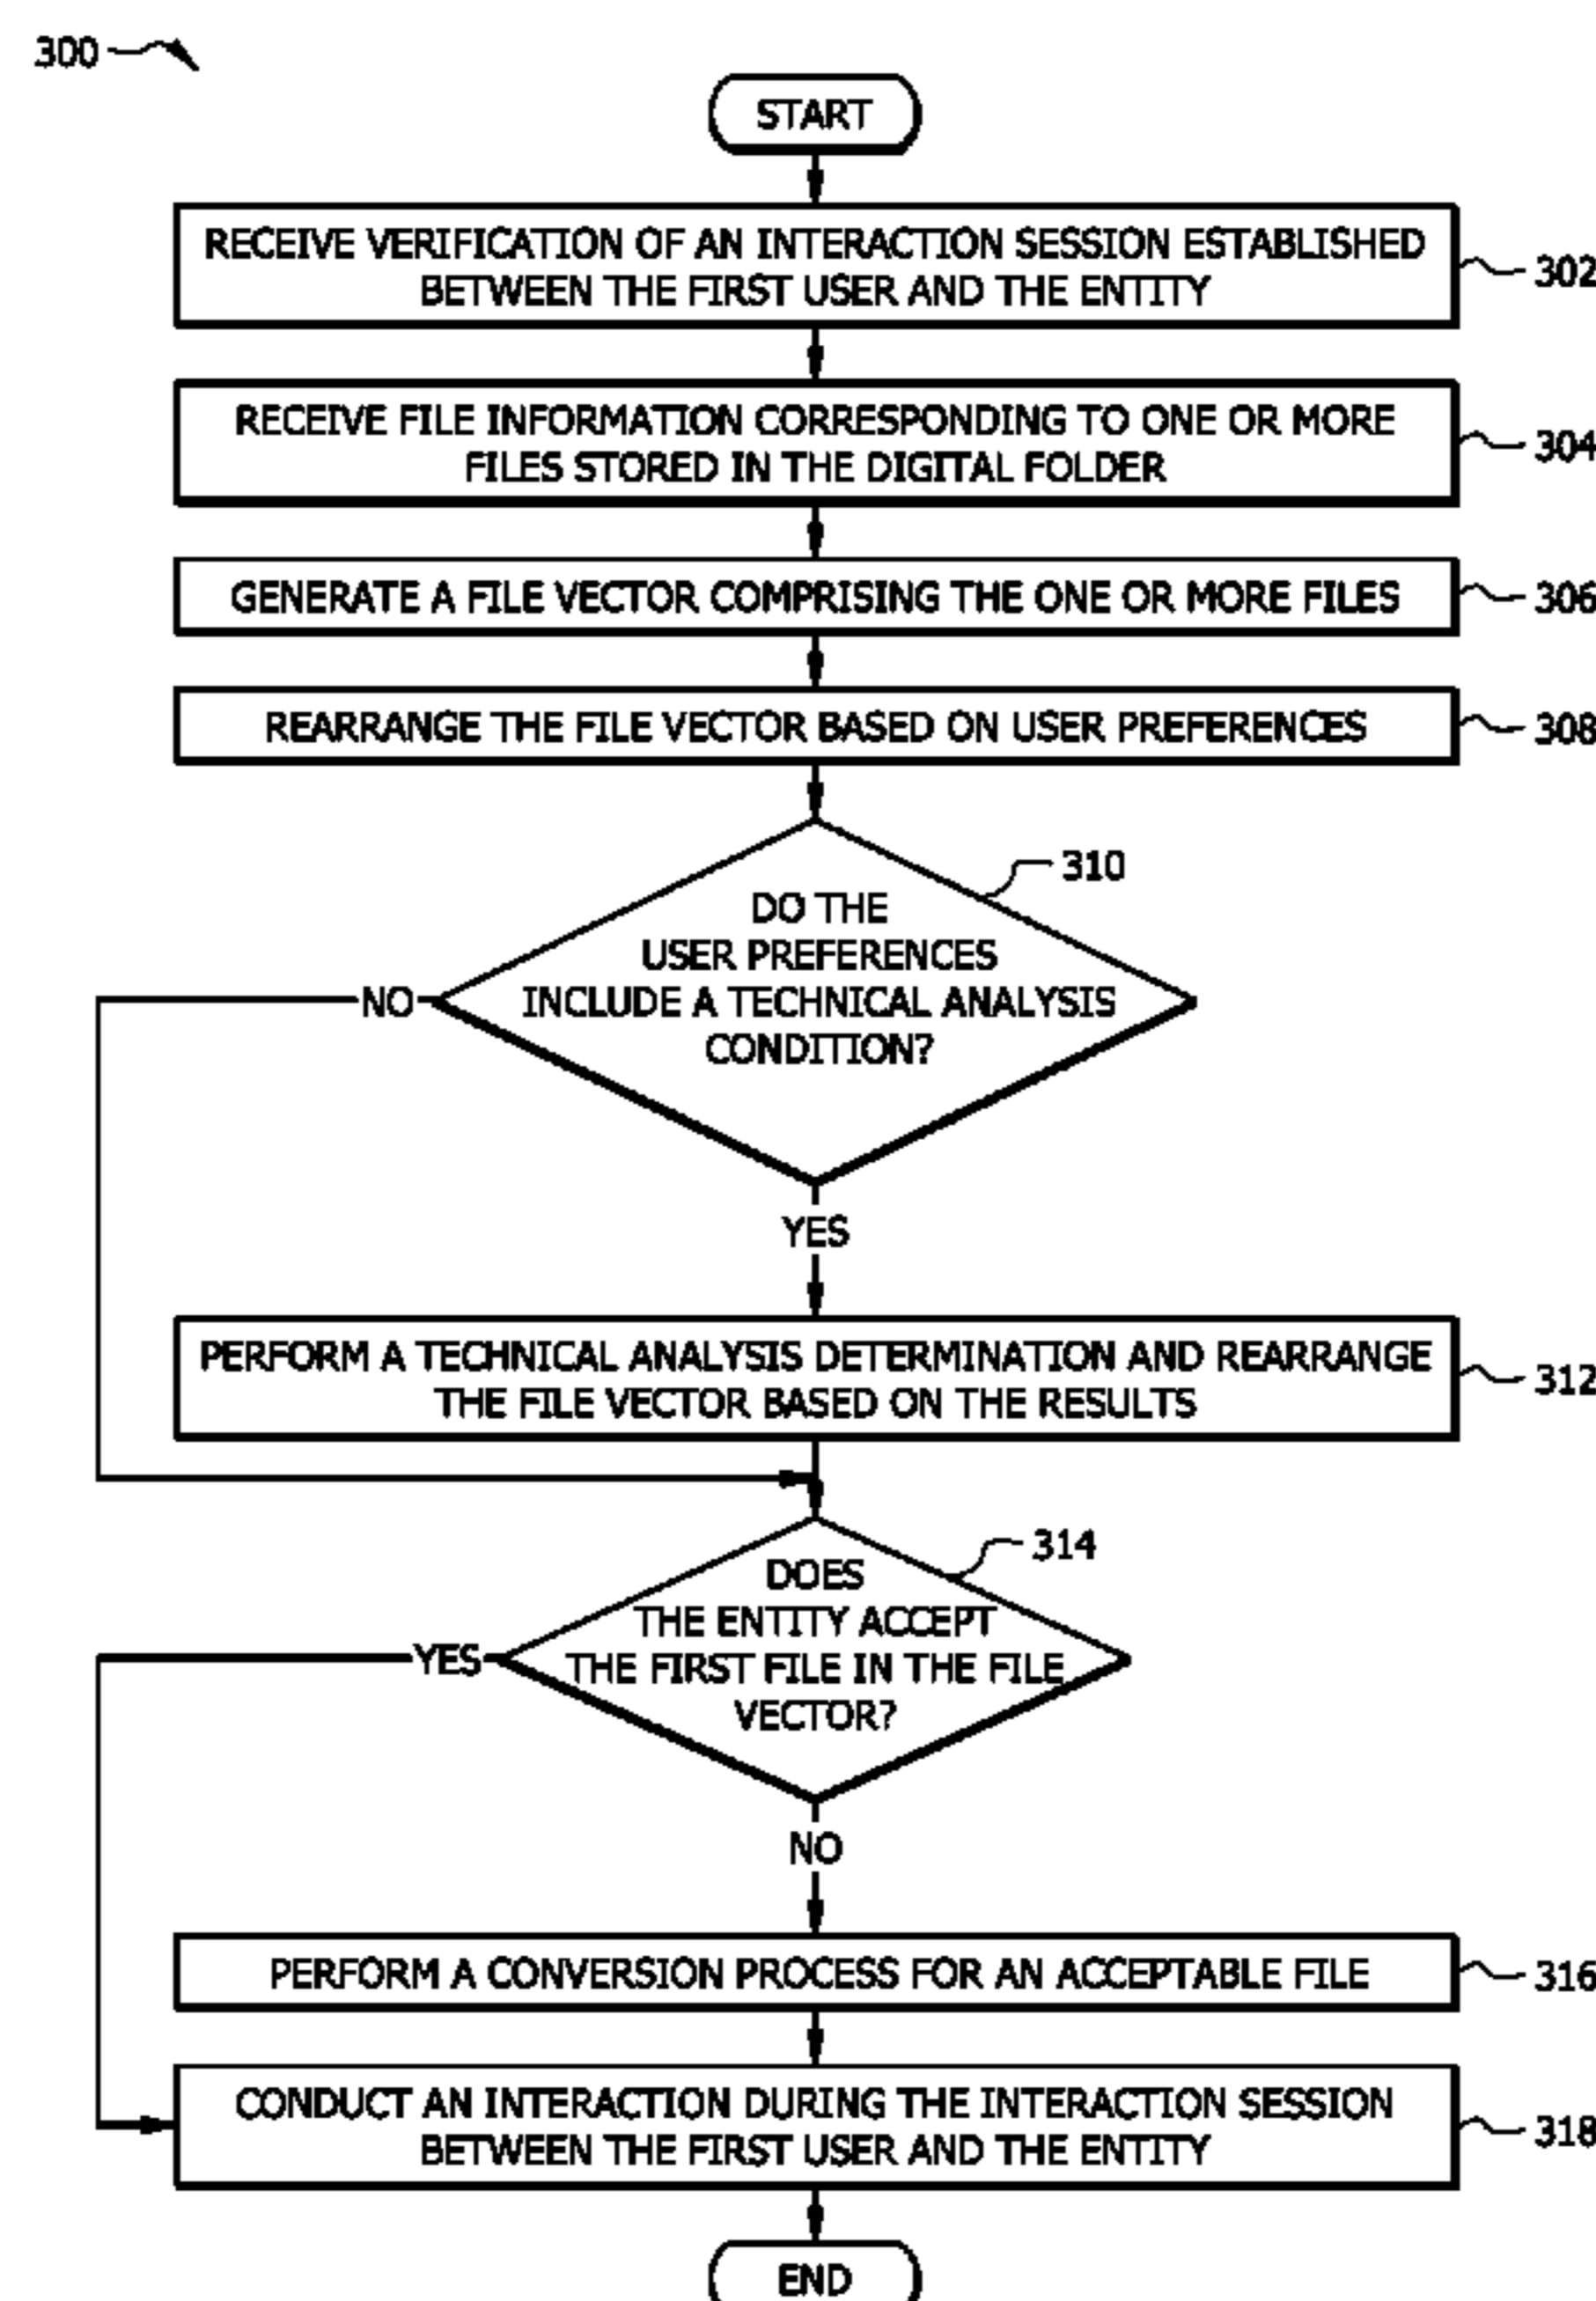 300
START
RECEIVE VERIFICATION OF AN INTERACTION SESSION ESTABLISHED
BETWEEN THE FIRST USER AND THE ENTITY
302
RECEIVE FILE INFORMATION CORRESPONDING TO ONE OR MORE
FILES STORED IN THE DIGITAL FOLDER
304
GENERATE A FILE VECTOR COMPRISING THE ONE OR MORE FILES
306
REARRANGE THE FILE VECTOR BASED ON USER PREFERENCES
308
310
DO THE
USER PREFERENCES
INCLUDE A TECHNICAL ANALYSIS
CONDITION?
NO
YES
PERFORM A TECHNICAL ANALYSIS DETERMINATION AND REARRANGE
THE FILE VECTOR BASED ON THE RESULTS
312
314
DOES
THE ENTITY ACCEPT
THE FIRST FILE IN THE FILE
VECTOR?
YES
NO
PERFORM A CONVERSION PROCESS FOR AN ACCEPTABLE FILE
316
CONDUCT AN INTERACTION DURING THE INTERACTION SESSION
BETWEEN THE FIRST USER AND THE ENTITY
318
END